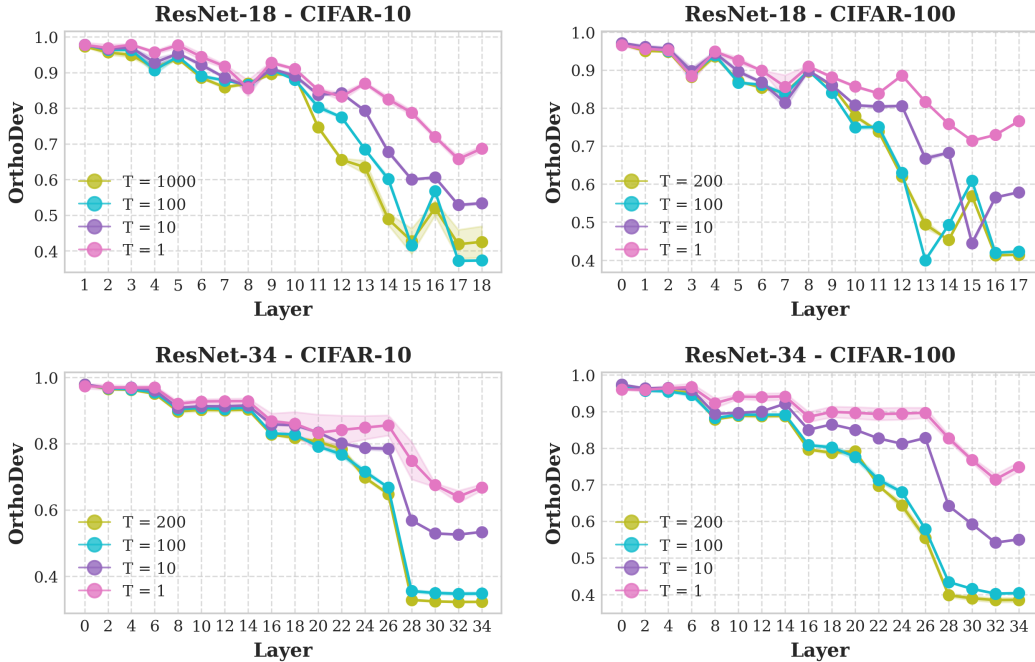 ResNet-18 - CIFAR-10
OrthoDev
1.0
0.9
0.8
0.7
0.6
0.5
0.4
T = 1000
T = 100
T = 10
T = 1
1 2 3 4 5 6 7 8 9 10 11 12 13 14 15 16 17 18
Layer
ResNet-18 - CIFAR-100
OrthoDev
1.0
0.9
0.8
0.7
0.6
0.5
0.4
T = 200
T = 100
T = 10
T = 1
0 1 2 3 4 5 6 7 8 9 10 11 12 13 14 15 16 17
Layer
ResNet-34 - CIFAR-10
OrthoDev
1.0
0.8
0.6
0.4
T = 200
T = 100
T = 10
T = 1
0 2 4 6 8 10 12 14 16 18 20 22 24 26 28 30 32 34
Layer
ResNet-34 - CIFAR-100
OrthoDev
1.0
0.9
0.8
0.7
0.6
0.5
0.4
T = 200
T = 100
T = 10
T = 1
0 2 4 6 8 10 12 14 16 18 20 22 24 26 28 30 32 34
Layer